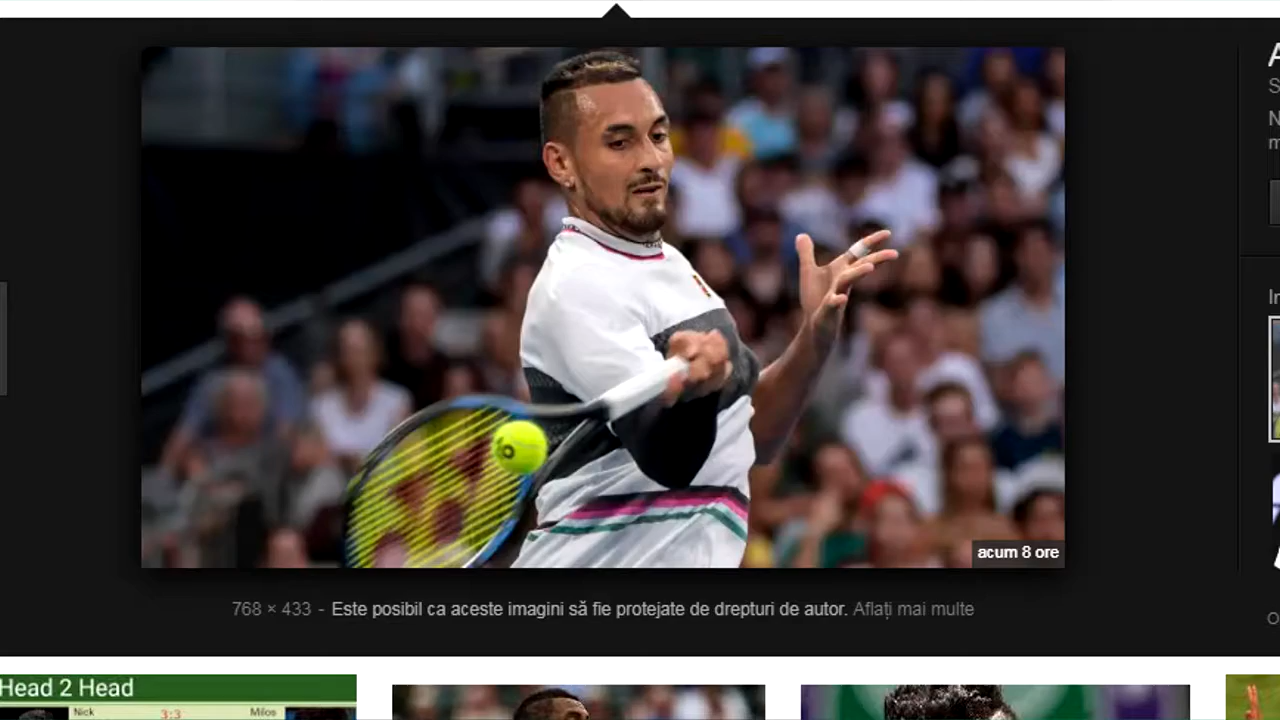 acum 8 ore
768 × 433 - Este posibil ca aceste imagini să fie protejate de drepturi de autor. Aflați mai multe
Head 2 Head
Nick 3:3 Milos